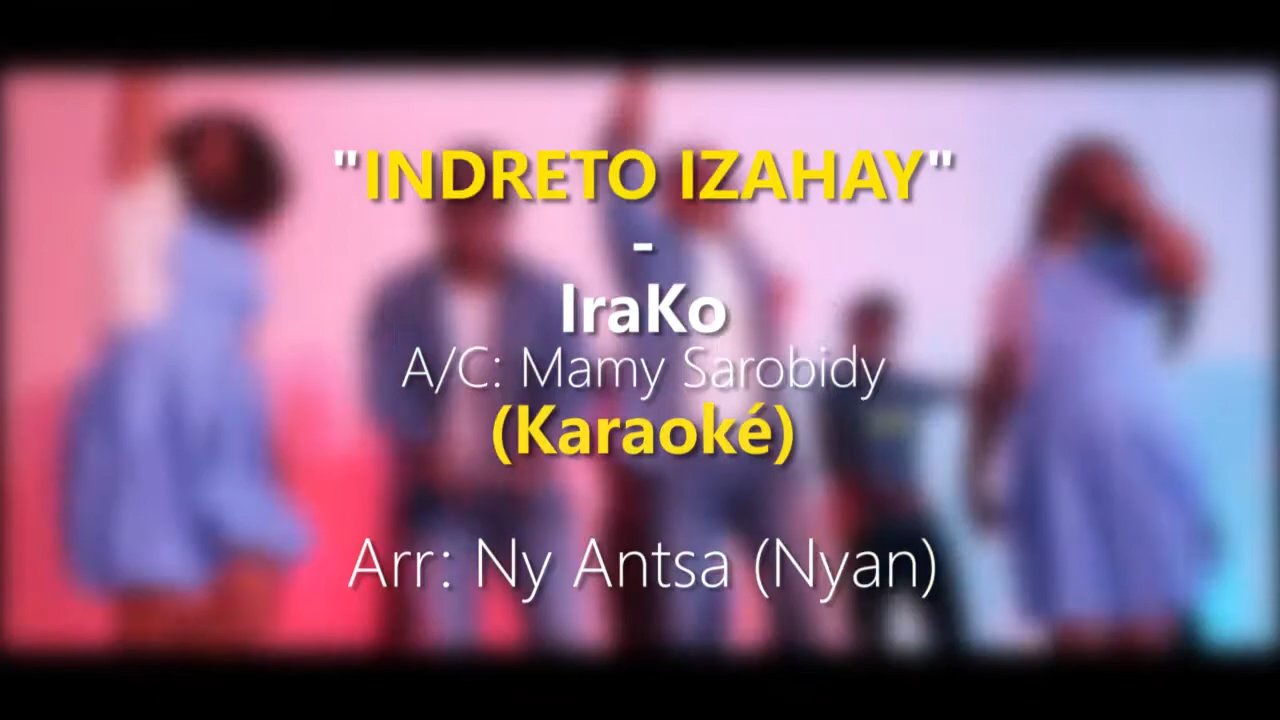 "INDRETO IZAHAY"
-
IraKo
A/C: Mamy Sarobidy
(Karaoké)
Arr: Ny Antsa (Nyan)